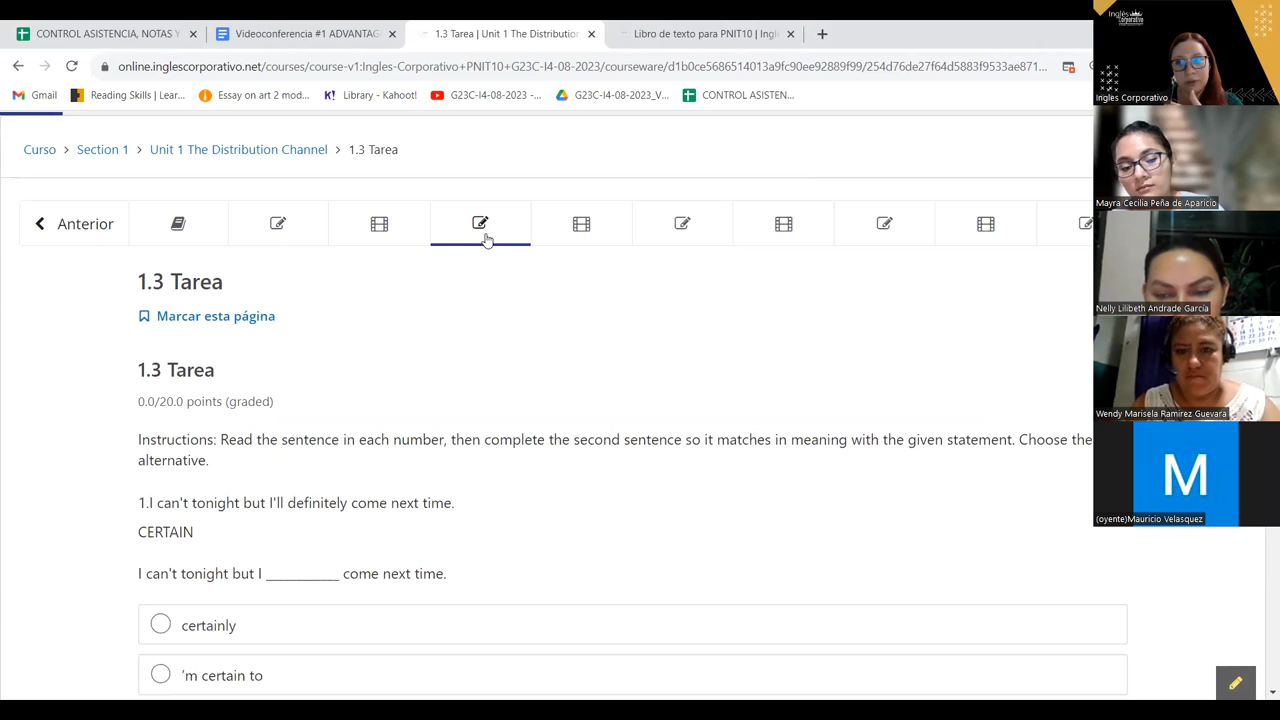 CONTROL ASISTENCIA, NOTAS Y
Videoconferencia #1 ADVANTAG
1.3 Tarea | Unit 1 The Distribution
Libro de texto para PNIT10 | Ingl
online.inglescorporativo.net/courses/course-v1:Ingles-Corporativo+PNI
G23C-I4-08-2023/courseware/d1b0ce5686514013a9fc90ee92889f99/254d76de27f64d5883f9533ae871...
Gmail
Reading Skills | Lear...
Essay on art 2 mod...
Library - Ka
G23C-I4-08-2023 -...
G23C-I4-08-2023_V
CONTROL ASISTEN...
Curso > Section 1 > Unit 1 The Distribution Channel > 1.3 Tarea
Anterior
1.3 Tarea
Marcar esta página
1.3 Tarea
0.0/20.0 points (graded)
Instructions: Read the sentence in each number, then complete the second sentence so it matches in meaning with the given statement. Choose the
alternative.
1.I can't tonight but I'll definitely come next time.
CERTAIN
I can't tonight but I ___________ come next time.
certainly
'm certain to
Inglés
Corporativo
Ingles Corporativo
Mayra Cecilia Peña de Aparicio
Nelly Lilibeth Andrade García
Wendy Marisela Ramirez Guevara
M
(oyente)Mauricio Velasquez